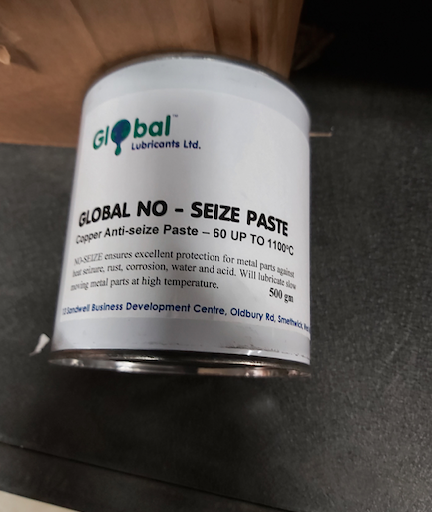 Global™
Lubricants Ltd.
GLOBAL NO - SEIZE PASTE
Copper Anti-seize Paste – 60 UP TO 1100°C
NO-SEIZE ensures excellent protection for metal parts against
heat seizure, rust, corrosion, water and acid. Will lubricate slow
moving metal parts at high temperature.
500 gm
Sandwell Business Development Centre, Oldbury Rd, Smethwick,